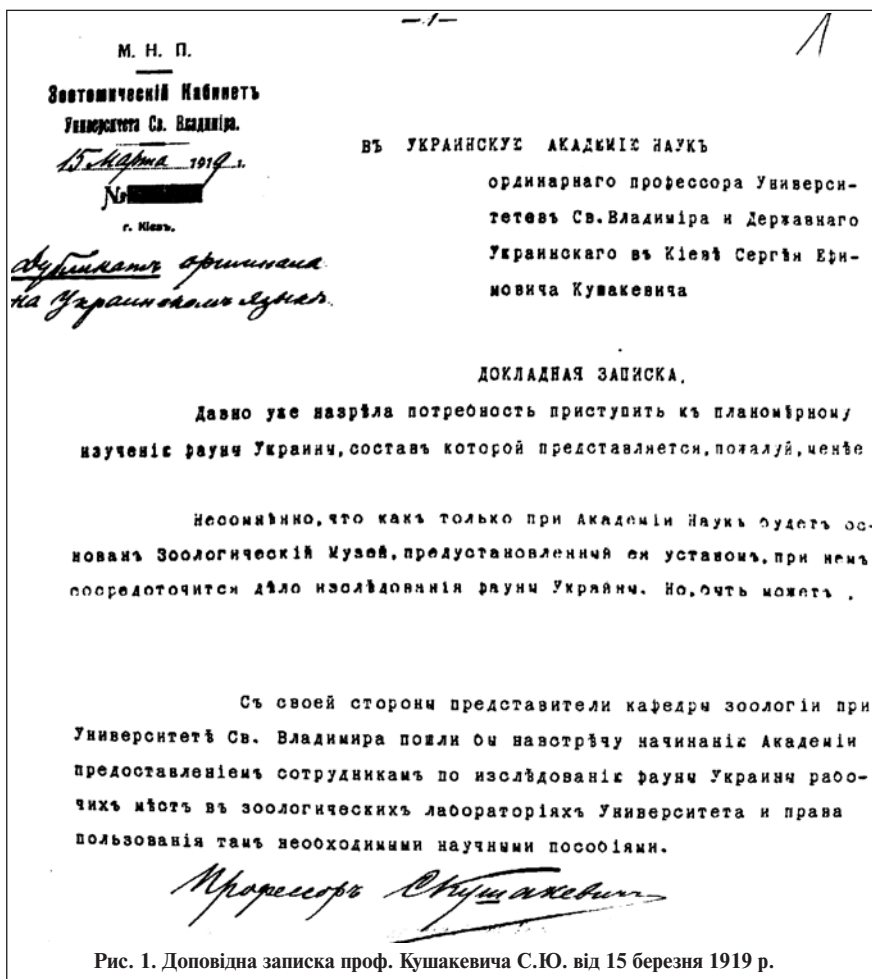 —1—
1
М. Н. П.
Зоотомическій Кабинетъ
Университета Св. Владиміра.
15 Марта 1919 г.
№
г. Кіевъ.
Дубликатъ оригинала
на Украинскомъ языкѣ
ВЪ УКРАИНСКУЮ АКАДЕМІЮ НАУКЪ
ординарнаго профессора Универси-
тетовъ Св.Владиміра и Державнаго
Украинскаго въ Кіевѣ Сергѣя Ефи-
мовича Кушакевича
ДОКЛАДНАЯ ЗАПИСКА.
Давно уже назрѣла потребность приступить къ планомѣрному
изученію фауны Украины,составъ которой представляется,пожалуй,менѣе
Несомнѣнно,что какъ только при Академіи Наукъ будетъ ос-
нованъ Зоологическій Музей,предустановленный ея уставомъ,при немъ
сосредоточится дѣло изслѣдованія фауны Украйны. Но,быть можетъ ,
Съ своей стороны представители кафедры зоологіи при
Университетѣ Св. Владимира пошли бы навстрѣчу начинанію Академіи
предоставленіемъ сотрудникамъ по изслѣдованію фауны Украины рабо-
чихъ мѣстъ въ зоологическихъ лабораторіяхъ Университета и права
пользованія тамъ необходимыми научными пособіями.
Профессоръ СКушакевич
Рис. 1. Доповідна записка проф. Кушакевича С.Ю. від 15 березня 1919 р.